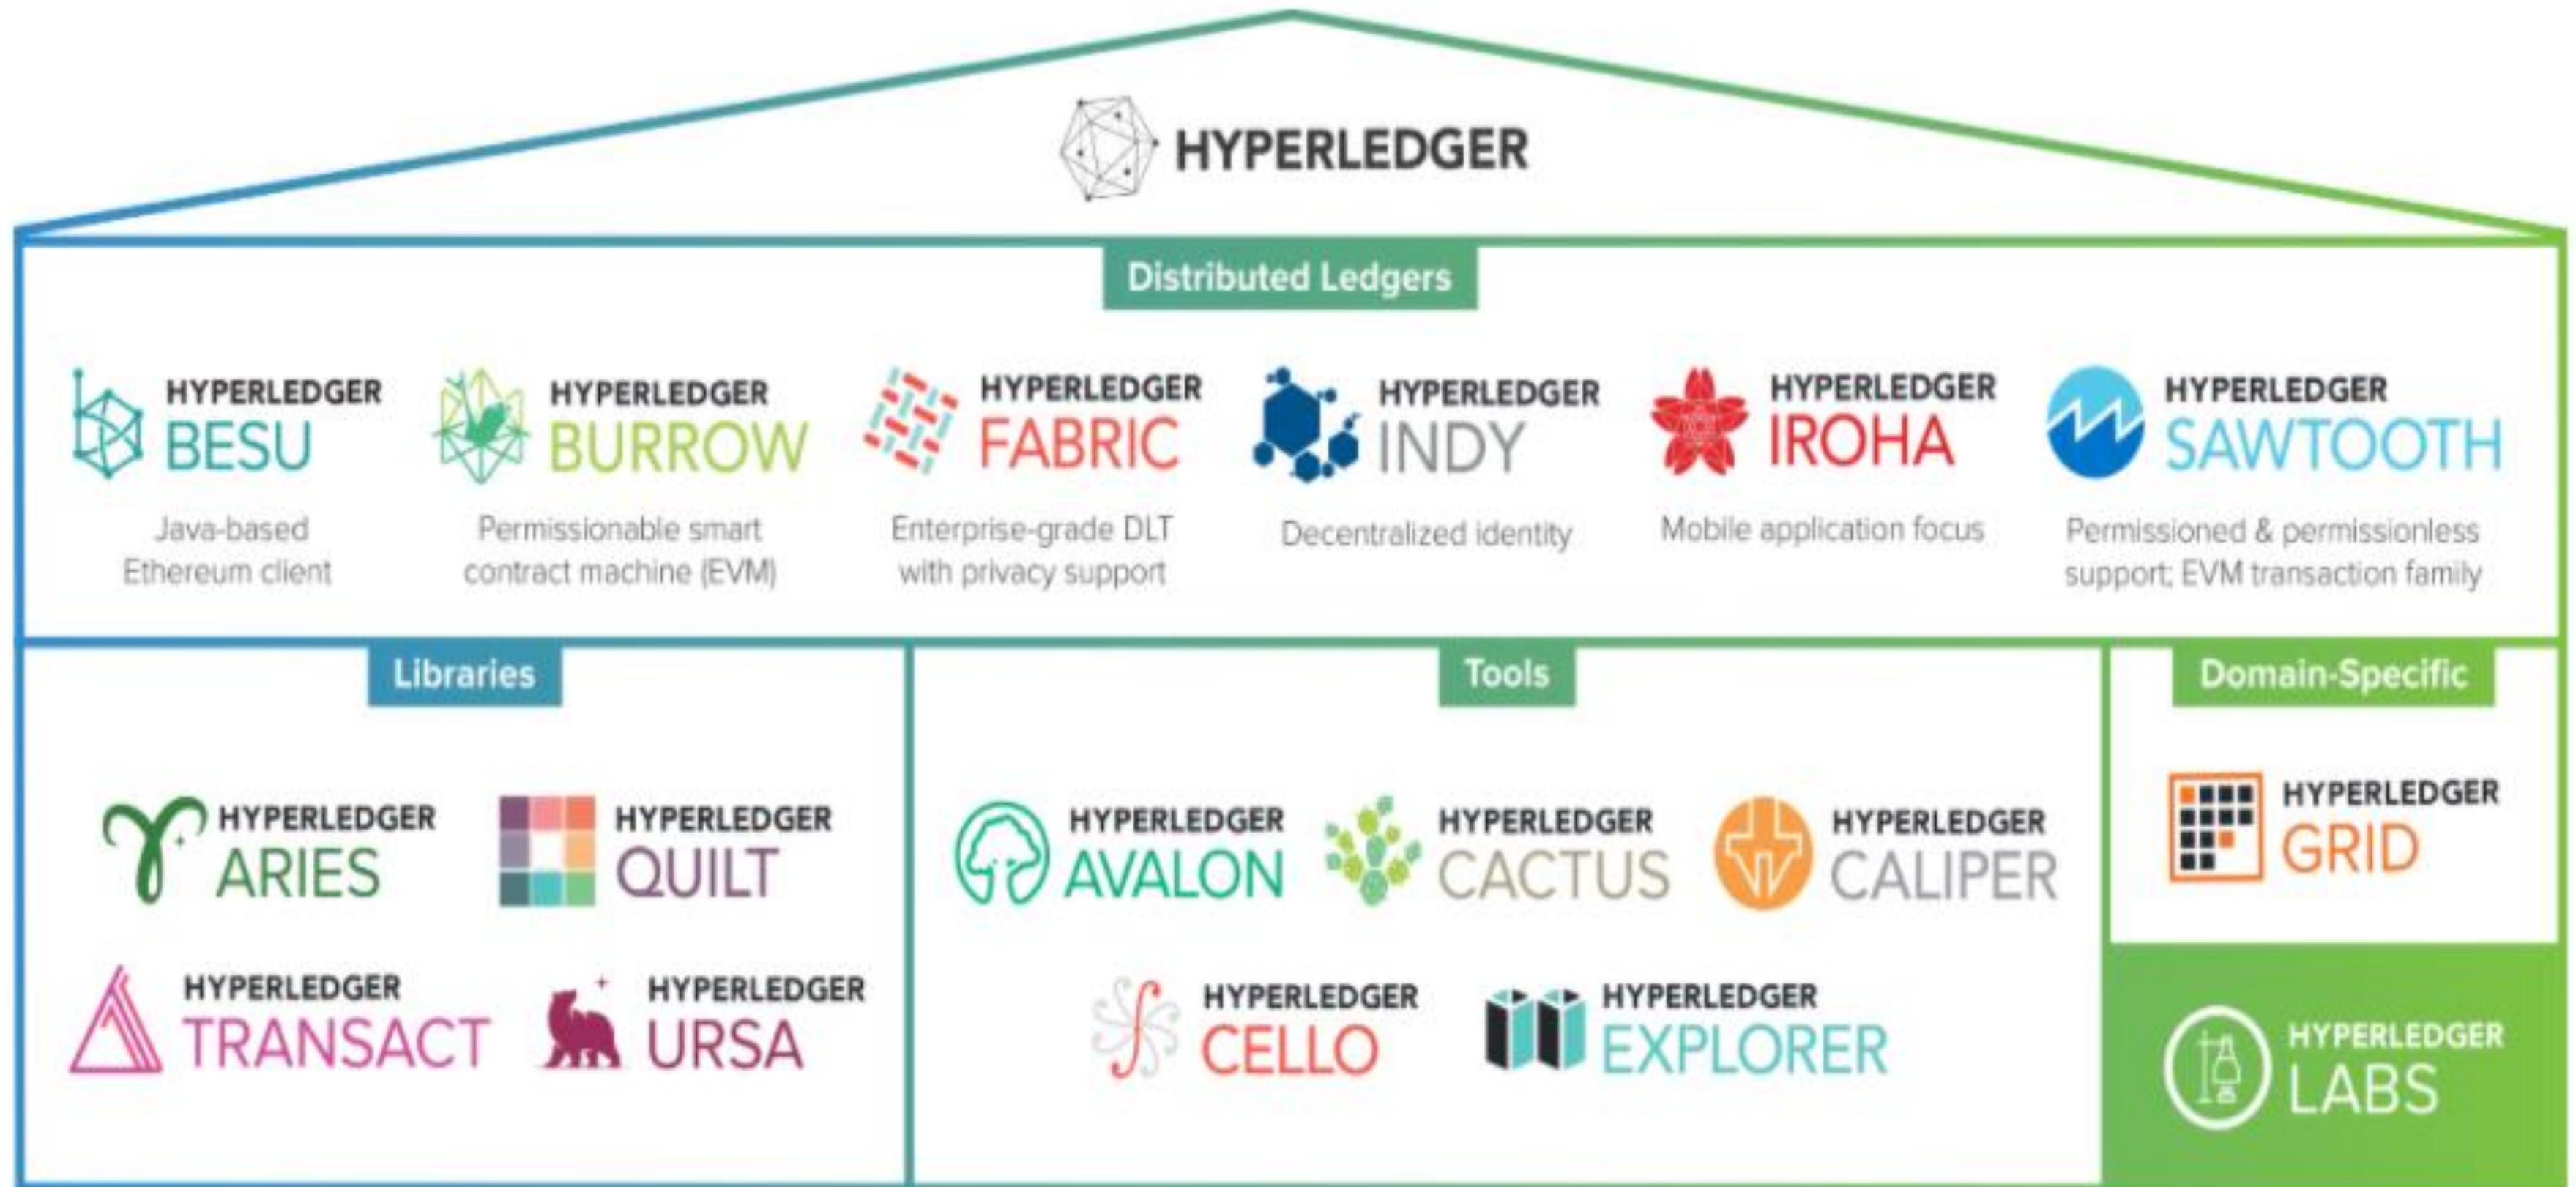 HYPERLEDGER
Distributed Ledgers
HYPERLEDGER
BESU
Java-based
Ethereum client
HYPERLEDGER
BURROW
Permissionable smart
contract machine (EVM)
HYPERLEDGER
FABRIC
Enterprise-grade DLT
with privacy support
HYPERLEDGER
INDY
Decentralized identity
HYPERLEDGER
IROHA
Mobile application focus
HYPERLEDGER
SAWTOOTH
Permissioned & permissionless
support; EVM transaction family
Libraries
HYPERLEDGER
ARIES
HYPERLEDGER
QUILT
HYPERLEDGER
TRANSACT
HYPERLEDGER
URSA
Tools
HYPERLEDGER
AVALON
HYPERLEDGER
CACTUS
HYPERLEDGER
CALIPER
HYPERLEDGER
CELLO
HYPERLEDGER
EXPLORER
Domain-Specific
HYPERLEDGER
GRID
HYPERLEDGER
LABS